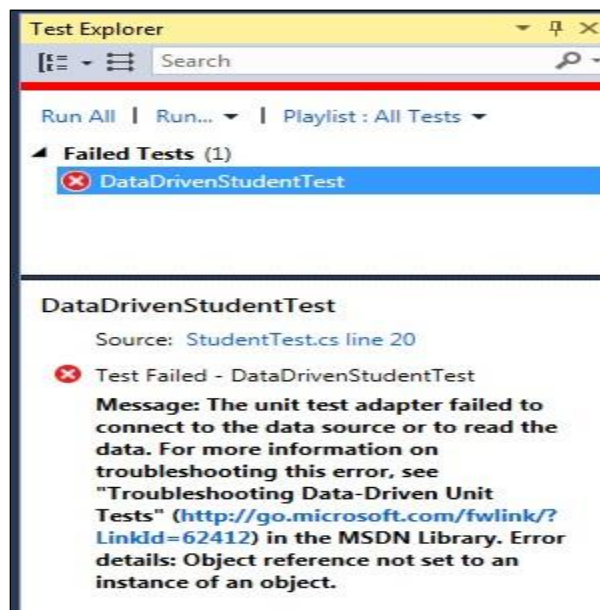 Test Explorer
Search
Run All | Run... | Playlist : All Tests
Failed Tests (1)
DataDrivenStudentTest
DataDrivenStudentTest
Source: StudentTest.cs line 20
Test Failed - DataDrivenStudentTest
Message: The unit test adapter failed to
connect to the data source or to read the
data. For more information on
troubleshooting this error, see
"Troubleshooting Data-Driven Unit
Tests" (http://go.microsoft.com/fwlink/?
LinkId=62412) in the MSDN Library. Error
details: Object reference not set to an
instance of an object.